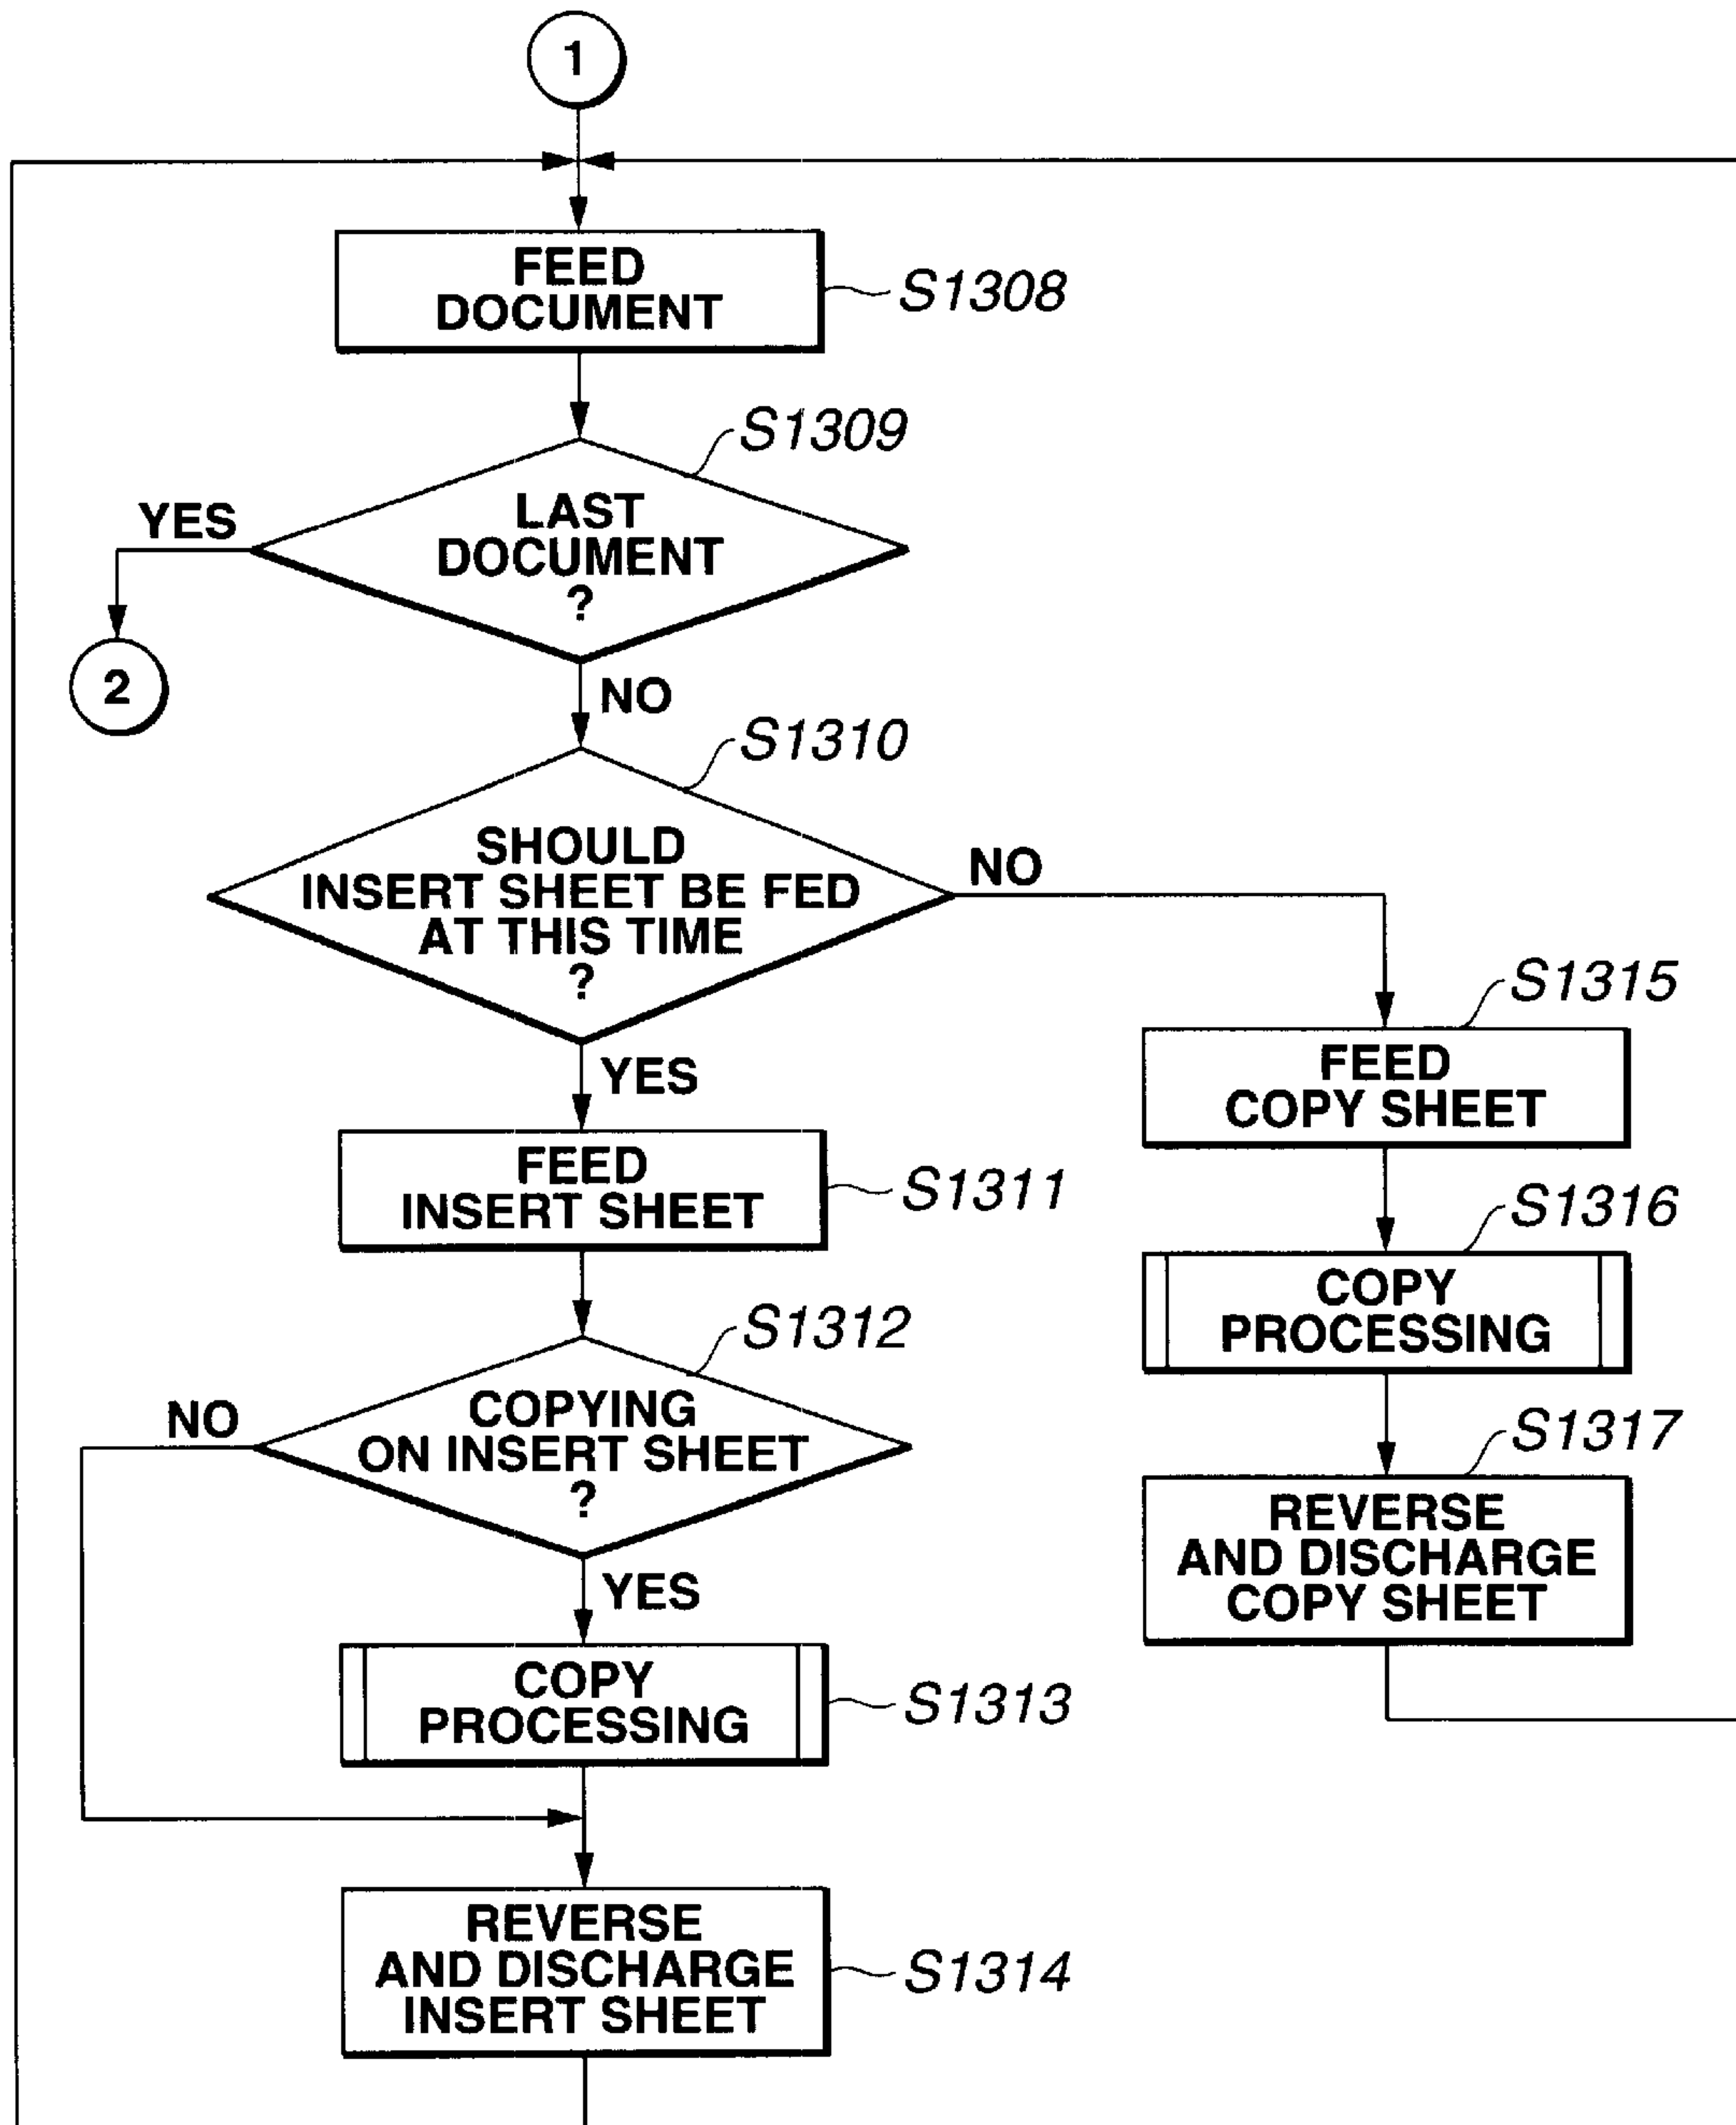 1
FEED
DOCUMENT
S1308
S1309
LAST
DOCUMENT
?
YES
2
NO
S1310
SHOULD
INSERT SHEET BE FED
AT THIS TIME
?
NO
YES
S1315
FEED
COPY SHEET
FEED
INSERT SHEET
S1311
S1316
COPY
PROCESSING
S1312
COPYING
ON INSERT SHEET
?
NO
YES
S1317
REVERSE
AND DISCHARGE
COPY SHEET
COPY
PROCESSING
S1313
REVERSE
AND DISCHARGE
INSERT SHEET
S1314